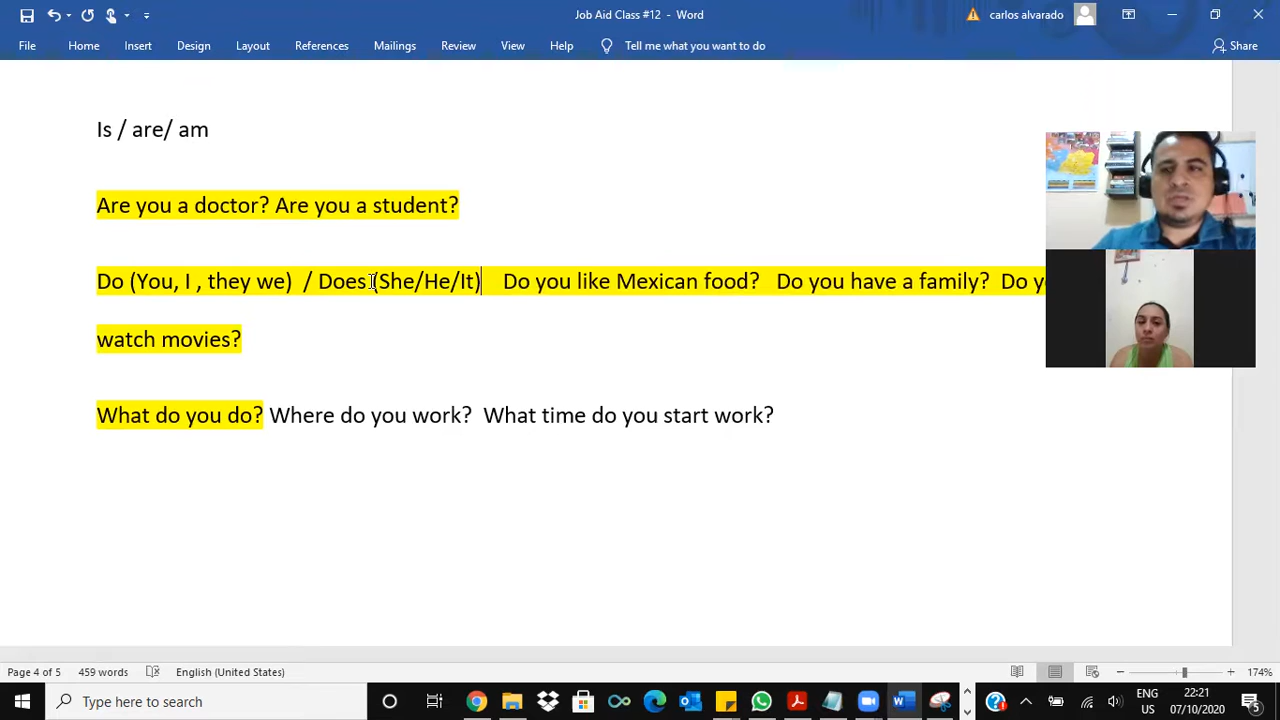 Job Aid Class #12 - Word
carlos alvarado
File Home Insert Design Layout References Mailings Review View Help Tell me what you want to do Share
Is / are/ am
Are you a doctor? Are you a student?
Do (You, I , they we) / Does (She/He/It) Do you like Mexican food? Do you have a family? Do
watch movies?
What do you do? Where do you work? What time do you start work?
Page 4 of 5 459 words English (United States) 174%
Type here to search
ENG
US
22:21
07/10/2020
5